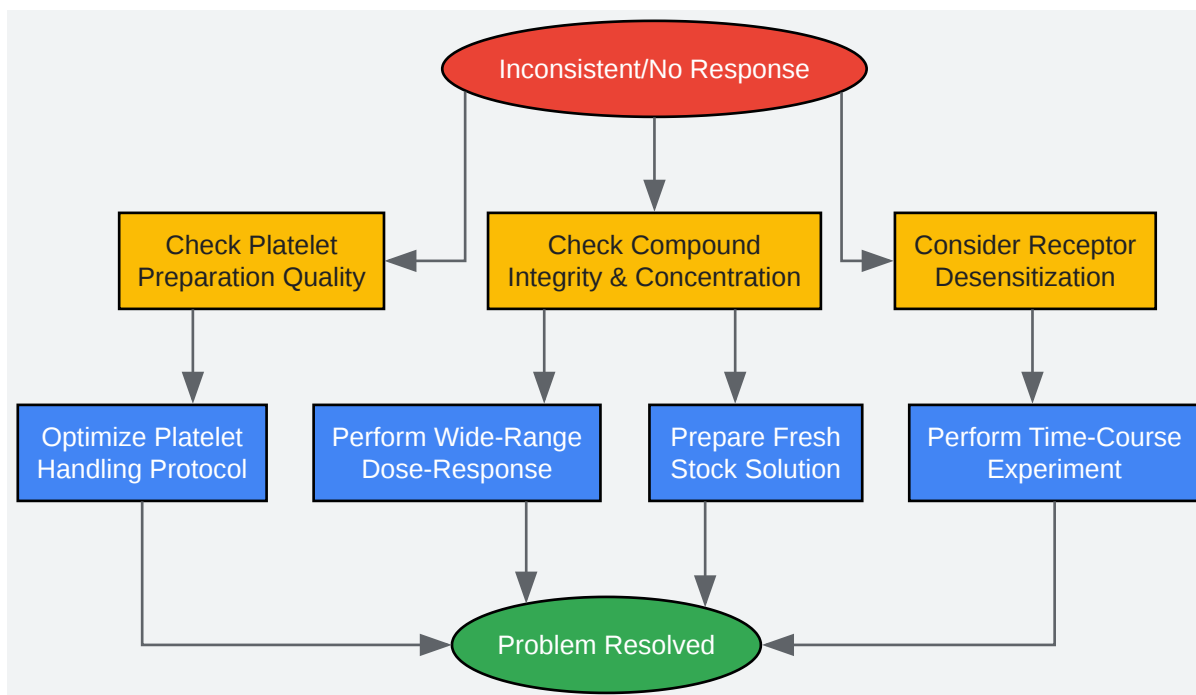 Inconsistent/No Response
Check Platelet
Preparation Quality
Check Compound
Integrity & Concentration
Consider Receptor
Desensitization
Optimize Platelet
Handling Protocol
Perform Wide-Range
Dose-Response
Prepare Fresh
Stock Solution
Perform Time-Course
Experiment
Problem Resolved